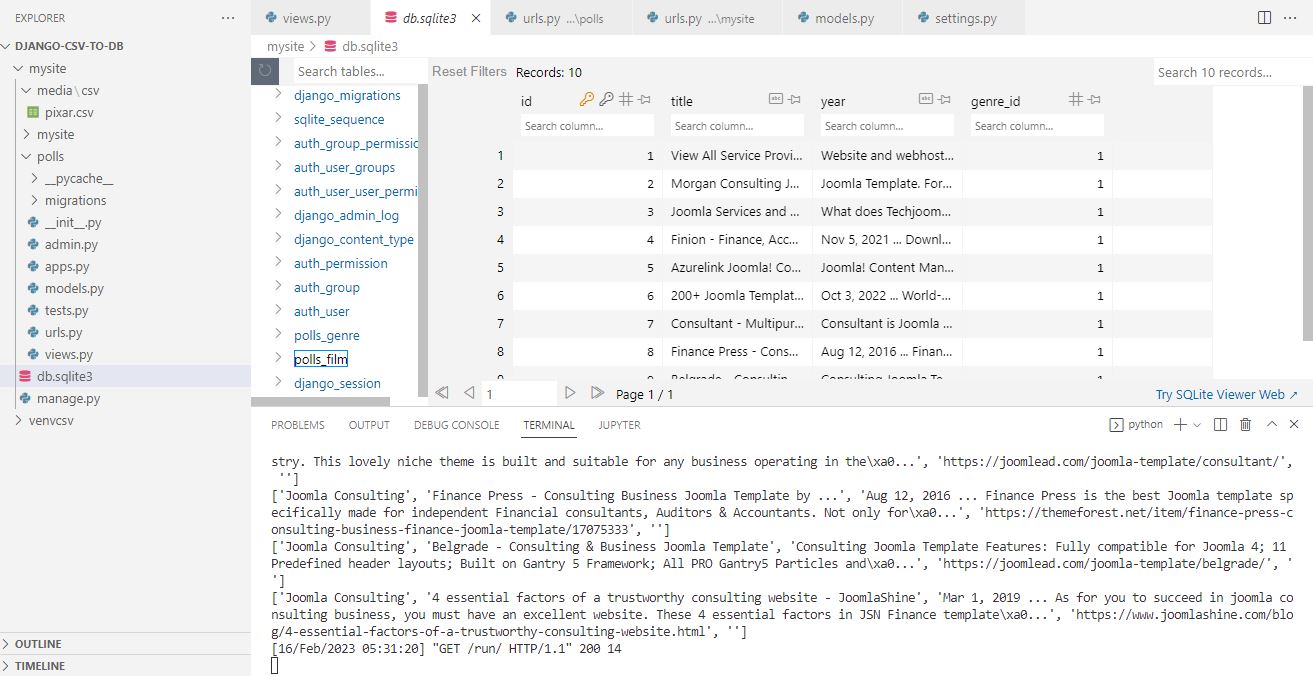 EXPLORER
DJANGO-CSV-TO-DB
mysite
media\csv
pixar.csv
mysite
polls
__pycache__
migrations
__init__.py
admin.py
apps.py
models.py
tests.py
urls.py
views.py
db.sqlite3
manage.py
venvcsv
OUTLINE
TIMELINE
views.py
db.sqlite3
urls.py ...\polls
urls.py ...\mysite
models.py
settings.py
mysite > db.sqlite3
Search tables...
Reset Filters Records: 10
Search 10 records...
django_migrations
sqlite_sequence
auth_group_permissic
auth_user_groups
auth_user_user_permi
django_admin_log
django_content_type
auth_permission
auth_group
auth_user
polls_genre
polls_film
django_session
id title year genre_id
Search column... Search column... Search column... Search column...
1 1 View All Service Provi... Website and webhost... 1
2 2 Morgan Consulting J... Joomla Template. For... 1
3 3 Joomla Services and ... What does Techjoom... 1
4 4 Finion - Finance, Acc... Nov 5, 2021 ... Downl... 1
5 5 Azurelink Joomla! Co... Joomla! Content Man... 1
6 6 200+ Joomla Templat... Oct 3, 2022 ... World-... 1
7 7 Consultant - Multipur... Consultant is Joomla ... 1
8 8 Finance Press - Cons... Aug 12, 2016 ... Finan... 1
9 9 Belgrade - Consultin... Consulting Joomla Te... 1
1 Page 1 / 1
Try SQLite Viewer Web ↗
PROBLEMS OUTPUT DEBUG CONSOLE TERMINAL JUPYTER
python
stry. This lovely niche theme is built and suitable for any business operating in the\xa0...', 'https://joomlead.com/joomla-template/consultant/',
'']
['Joomla Consulting', 'Finance Press - Consulting Business Joomla Template by ...', 'Aug 12, 2016 ... Finance Press is the best Joomla template sp
ecifically made for independent Financial consultants, Auditors & Accountants. Not only for\xa0...', 'https://themeforest.net/item/finance-press-c
onsulting-business-finance-joomla-template/17075333', '']
['Joomla Consulting', 'Belgrade - Consulting & Business Joomla Template', 'Consulting Joomla Template Features: Fully compatible for Joomla 4; 11
Predefined header layouts; Built on Gantry 5 Framework; All PRO Gantry5 Particles and\xa0...', 'https://joomlead.com/joomla-template/belgrade/', '
']
['Joomla Consulting', '4 essential factors of a trustworthy consulting website - JoomlaShine', 'Mar 1, 2019 ... As for you to succeed in joomla co
nsulting business, you must have an excellent website. These 4 essential factors in JSN Finance template\xa0...', 'https://www.joomlashine.com/blo
g/4-essential-factors-of-a-trustworthy-consulting-website.html', '']
[16/Feb/2023 05:31:20] "GET /run/ HTTP/1.1" 200 14